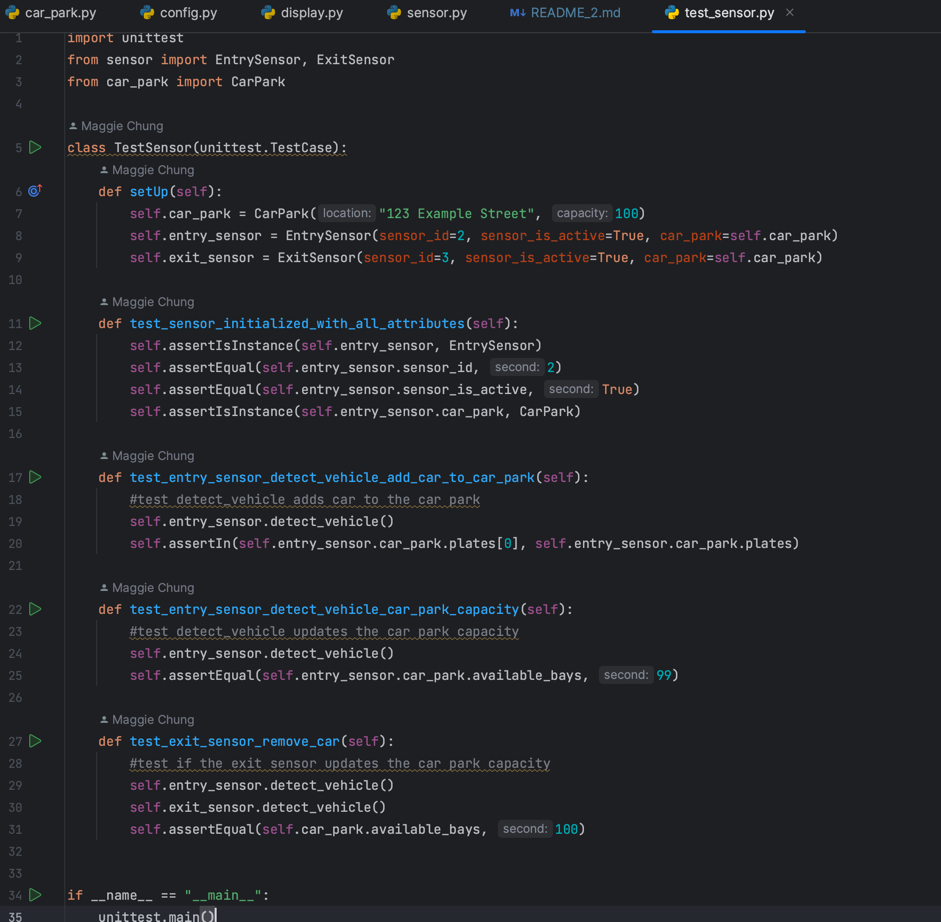 car_park.py config.py display.py sensor.py M↓ README_2.md test_sensor.py ×
1 import unittest
2 from sensor import EntrySensor, ExitSensor
3 from car_park import CarPark
4
Maggie Chung
5 class TestSensor(unittest.TestCase):
Maggie Chung
6 def setUp(self):
7 self.car_park = CarPark( location: "123 Example Street", capacity: 100)
8 self.entry_sensor = EntrySensor(sensor_id=2, sensor_is_active=True, car_park=self.car_park)
9 self.exit_sensor = ExitSensor(sensor_id=3, sensor_is_active=True, car_park=self.car_park)
10
Maggie Chung
11 def test_sensor_initialized_with_all_attributes(self):
12 self.assertIsInstance(self.entry_sensor, EntrySensor)
13 self.assertEqual(self.entry_sensor.sensor_id, second: 2)
14 self.assertEqual(self.entry_sensor.sensor_is_active, second: True)
15 self.assertIsInstance(self.entry_sensor.car_park, CarPark)
16
Maggie Chung
17 def test_entry_sensor_detect_vehicle_add_car_to_car_park(self):
18 #test detect_vehicle adds car to the car park
19 self.entry_sensor.detect_vehicle()
20 self.assertIn(self.entry_sensor.car_park.plates[0], self.entry_sensor.car_park.plates)
21
Maggie Chung
22 def test_entry_sensor_detect_vehicle_car_park_capacity(self):
23 #test detect_vehicle updates the car park capacity
24 self.entry_sensor.detect_vehicle()
25 self.assertEqual(self.entry_sensor.car_park.available_bays, second: 99)
26
Maggie Chung
27 def test_exit_sensor_remove_car(self):
28 #test if the exit sensor updates the car park capacity
29 self.entry_sensor.detect_vehicle()
30 self.exit_sensor.detect_vehicle()
31 self.assertEqual(self.car_park.available_bays, second: 100)
32
33
34 if __name__ == "__main__":
35 unittest.main()